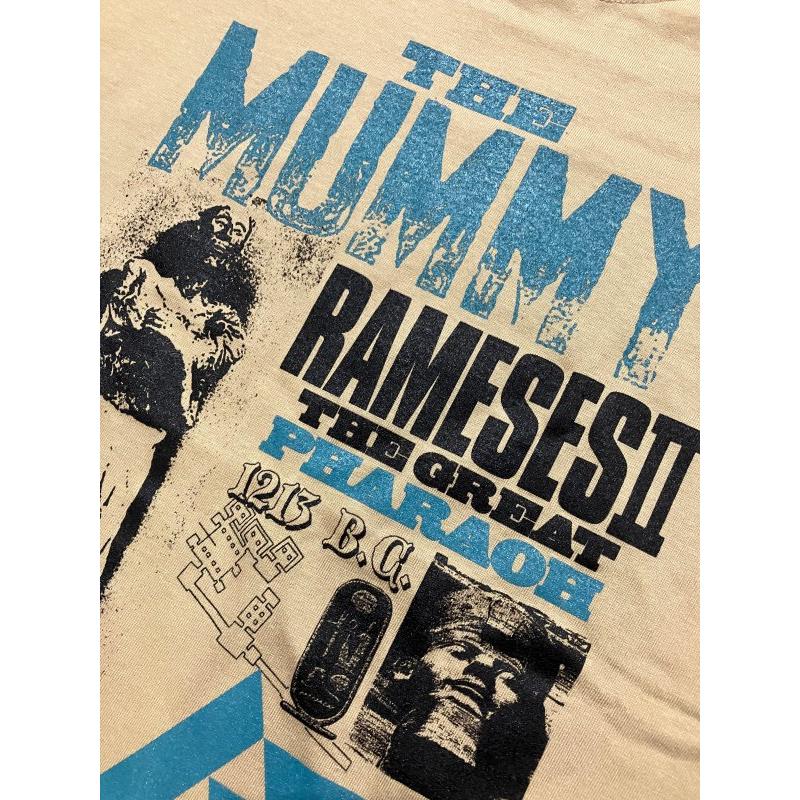 THE
MUMMY
RAMESES II
THE GREAT
PHARAOH
1213 B.C.